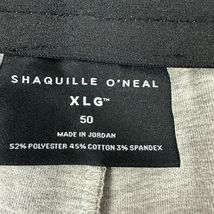 SHAQUILLE O'NEAL
XLG™
50
MADE IN JORDAN
52% POLYESTER 45% COTTON 3% SPANDEX